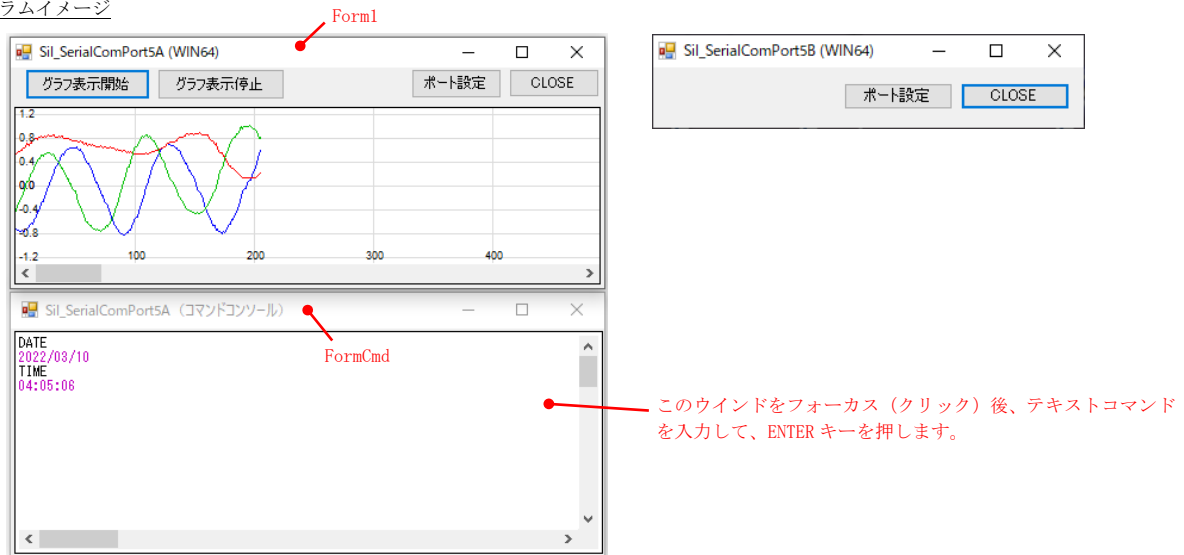 ラムイメージ
Form1
Sil_SerialComPort5A (WIN64)
グラフ表示開始 グラフ表示停止 ポート設定 CLOSE
1.2
0.8
0.4
0.0
-0.4
-0.8
-1.2 100 200 300 400
Sil_SerialComPort5A（コマンドコンソール）
DATE
2022/03/10
TIME
04:05:06
FormCmd
Sil_SerialComPort5B (WIN64)
ポート設定 CLOSE
このウインドをフォーカス（クリック）後、テキストコマンド
を入力して、ENTER キーを押します。